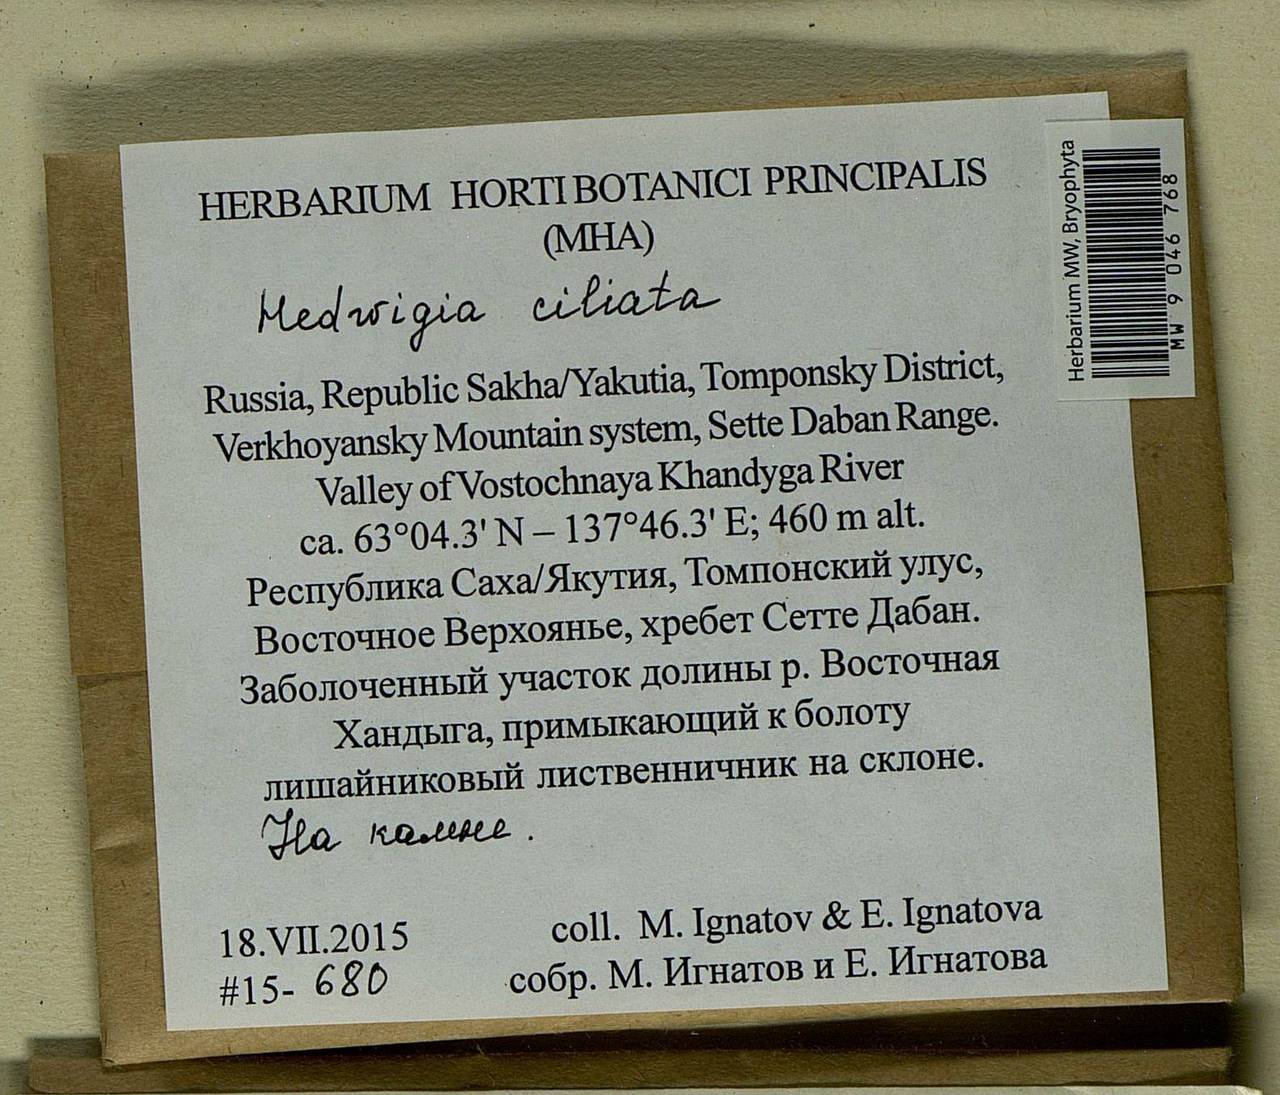 HERBARIUM HORTI BOTANICI PRINCIPALIS
(MHA)
Hedwigia ciliata
Russia, Republic Sakha/Yakutia, Tomponsky District,
Verkhoyansky Mountain system, Sette Daban Range.
Valley of Vostochnaya Khandyga River
ca. 63°04.3' N – 137°46.3' E; 460 m alt.
Республика Саха/Якутия, Томпонский улус,
Восточное Верхоянье, хребет Сетте Дабан.
Заболоченный участок долины р. Восточная
Хандыга, примыкающий к болоту
лишайниковый лиственничник на склоне.
На камне.
18.VII.2015
#15- 680
coll. M. Ignatov & E. Ignatova
собр. М. Игнатов и Е. Игнатова
Herbarium MW, Bryophyta
MW 9 046 768